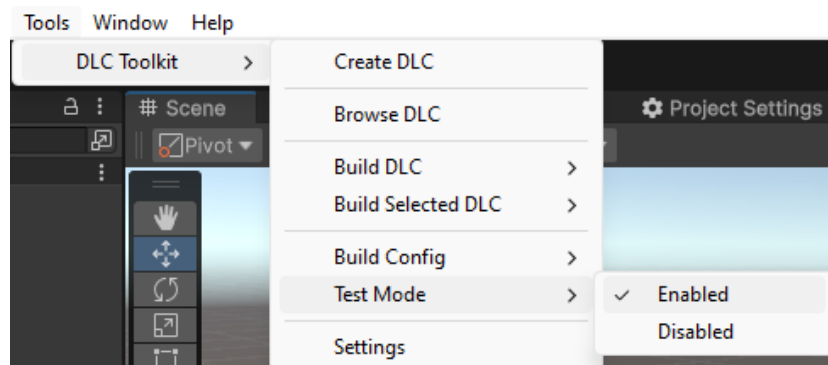 Tools Window Help
DLC Toolkit
Create DLC
# Scene
Project Settings
Browse DLC
Pivot
Build DLC
Build Selected DLC
Build Config
Test Mode
Enabled
Disabled
Settings